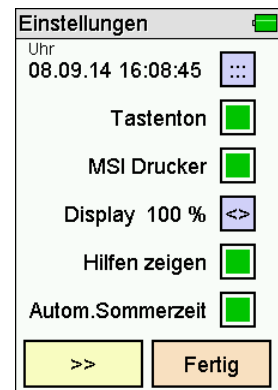 Einstellungen
Uhr
08.09.14 16:08:45 :::
Tastenton
MSI Drucker
Display 100 % <>
Hilfen zeigen
Autom.Sommerzeit
>> Fertig